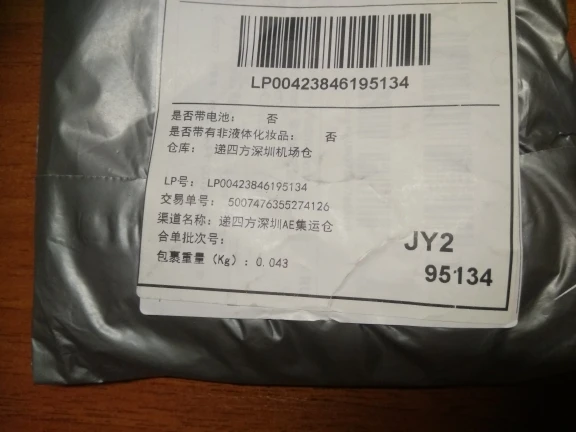 LP00423846195134
是否带电池: 否
是否带有非液体化妆品: 否
仓库: 递四方深圳机场仓
LP号: LP00423846195134
交易单号: 5007476355274126
渠道名称: 递四方深圳AE集运仓
合单批次号:
包裹重量 (Kg) : 0.043
JY2
95134